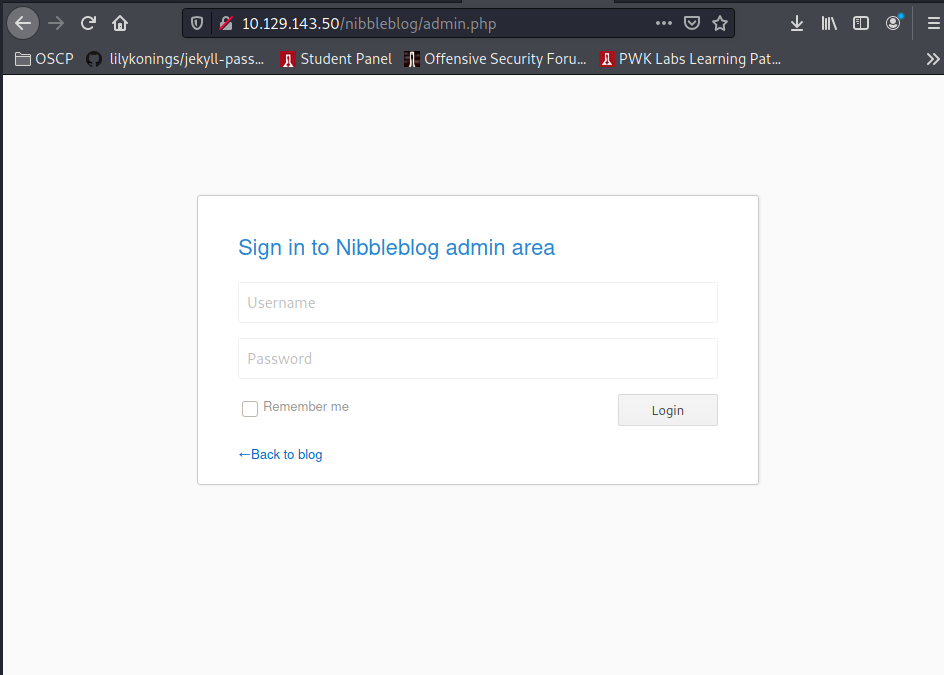 10.129.143.50/nibbleblog/admin.php
OSCP lilykonings/jekyll-pass... Student Panel Offensive Security Foru... PWK Labs Learning Pat...
Sign in to Nibbleblog admin area
Username
Password
Remember me
Login
←Back to blog